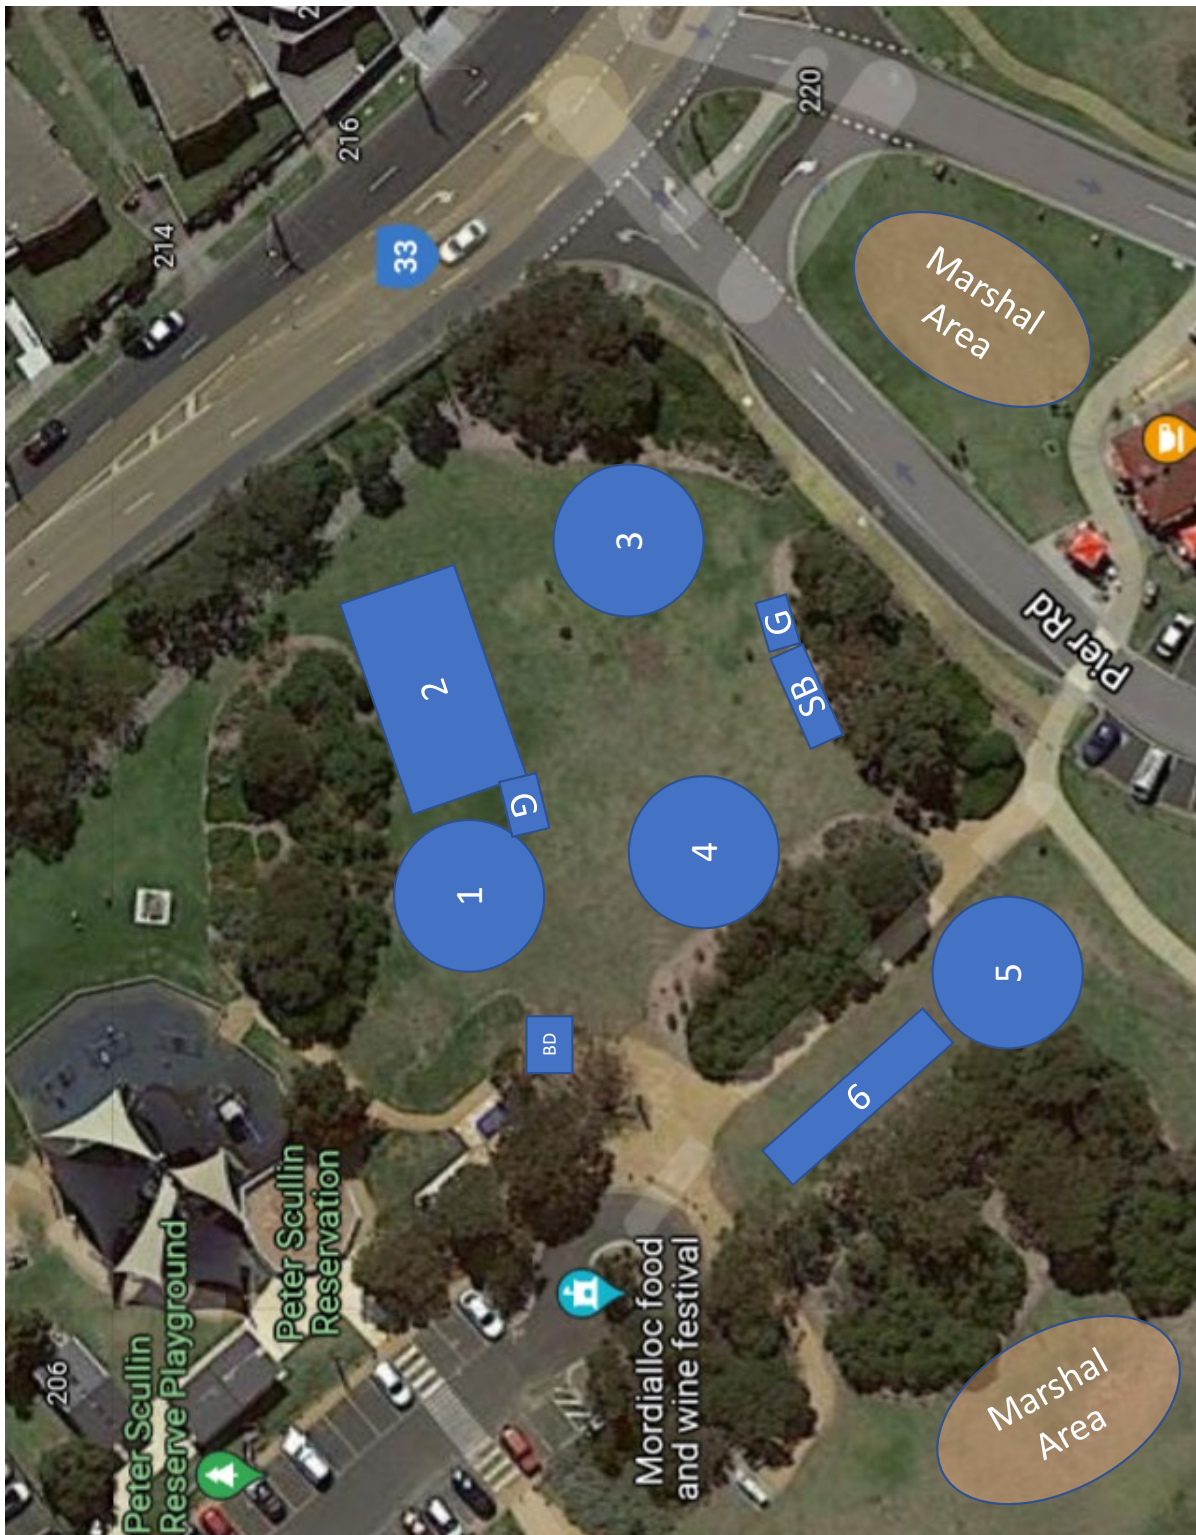 216
214
33
220
Marshal
Area
3
2
G
SB
G
1
4
Pier Rd
5
BD
6
Peter Scullin
Reservation
Peter Scullin
Reserve Playground
206
Mordialloc food
and wine festival
Marshal
Area